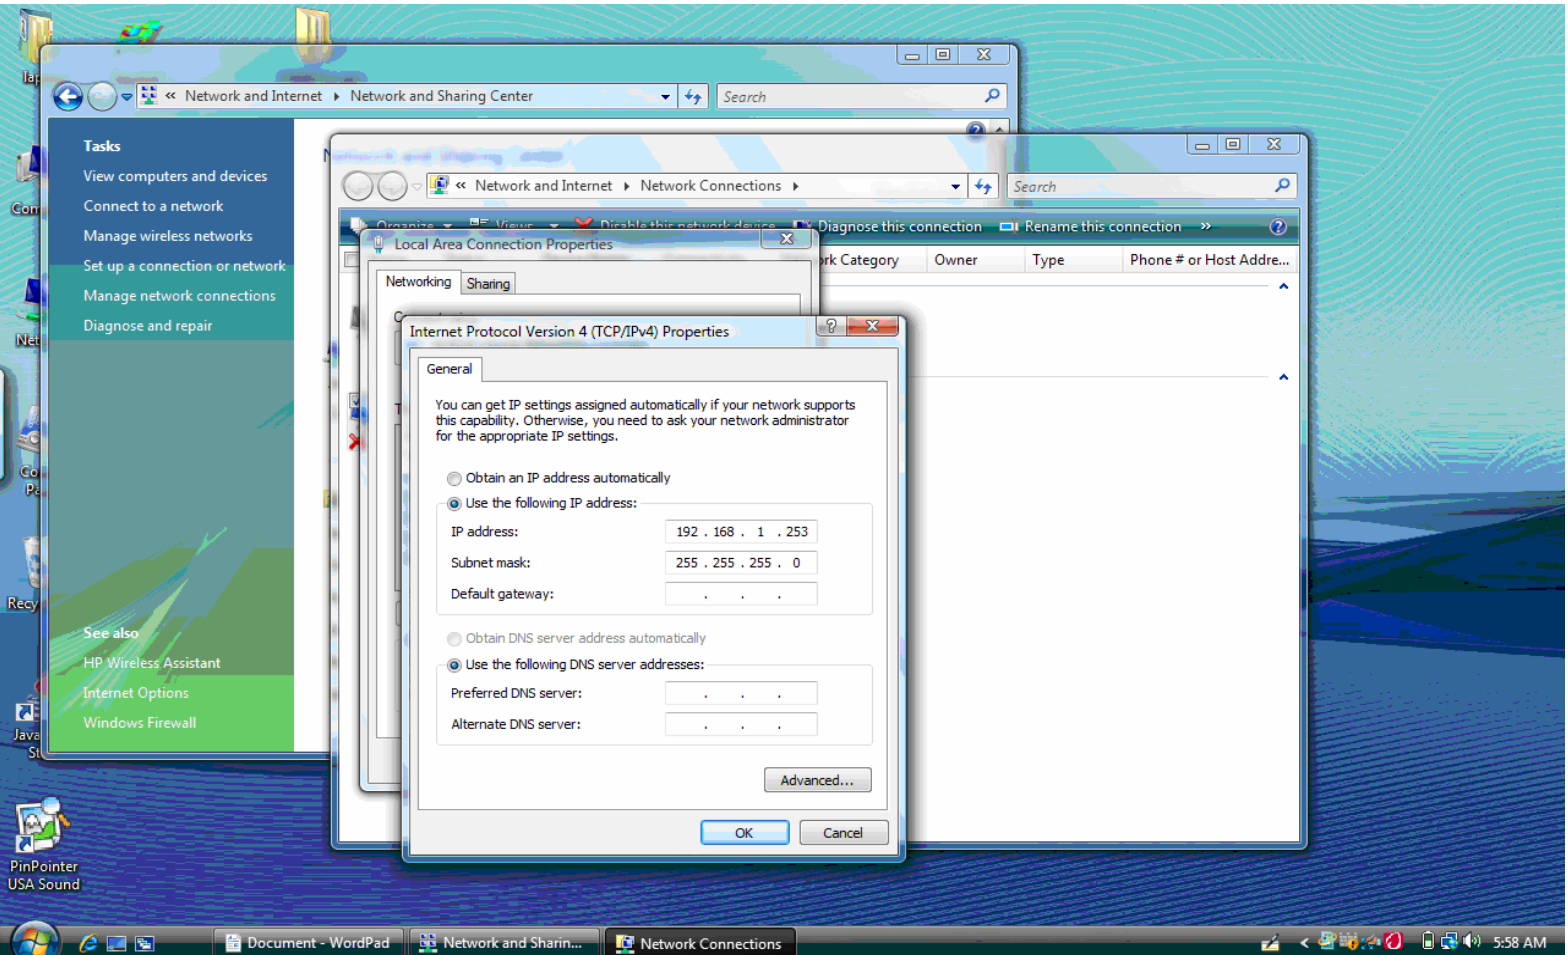 Network and Internet
Network and Sharing Center
Search
Tasks
View computers and devices
Connect to a network
Manage wireless networks
Set up a connection or network
Manage network connections
Diagnose and repair
See also
HP Wireless Assistant
Internet Options
Windows Firewall
Network and Internet
Network Connections
Search
Organize
Views
Disable this network device
Diagnose this connection
Rename this connection
rk Category
Owner
Type
Phone # or Host Addre...
Local Area Connection Properties
Networking
Sharing
Internet Protocol Version 4 (TCP/IPv4) Properties
General
You can get IP settings assigned automatically if your network supports
this capability. Otherwise, you need to ask your network administrator
for the appropriate IP settings.
Obtain an IP address automatically
Use the following IP address:
IP address: 192 . 168 . 1 . 253
Subnet mask: 255 . 255 . 255 . 0
Default gateway: . . .
Obtain DNS server address automatically
Use the following DNS server addresses:
Preferred DNS server: . . .
Alternate DNS server: . . .
Advanced...
OK
Cancel
Recy
Java
PinPointer
USA Sound
Document - WordPad
Network and Sharin...
Network Connections
5:58 AM